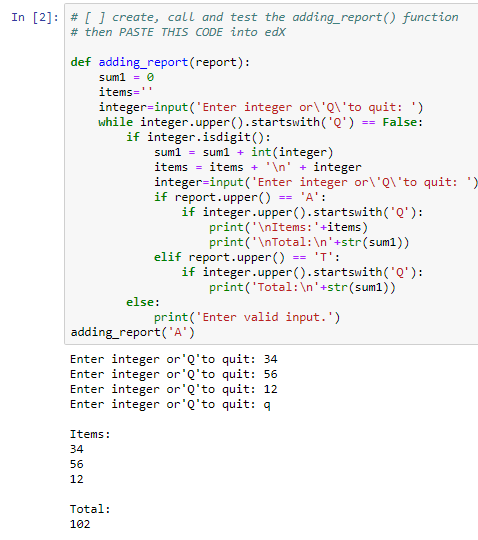 In [2]: # [ ] create, call and test the adding_report() function
# then PASTE THIS CODE into edX
def adding_report(report):
    sum1 = 0
    items=''
    integer=input('Enter integer or\'Q\'to quit: ')
    while integer.upper().startswith('Q') == False:
        if integer.isdigit():
            sum1 = sum1 + int(integer)
            items = items + '\n' + integer
            integer=input('Enter integer or\'Q\'to quit: ')
            if report.upper() == 'A':
                if integer.upper().startswith('Q'):
                    print('\nItems:'+items)
                    print('\nTotal:\n'+str(sum1))
            elif report.upper() == 'T':
                if integer.upper().startswith('Q'):
                    print('Total:\n'+str(sum1))
        else:
            print('Enter valid input.')
adding_report('A')
Enter integer or'Q'to quit: 34
Enter integer or'Q'to quit: 56
Enter integer or'Q'to quit: 12
Enter integer or'Q'to quit: q
Items:
34
56
12
Total:
102